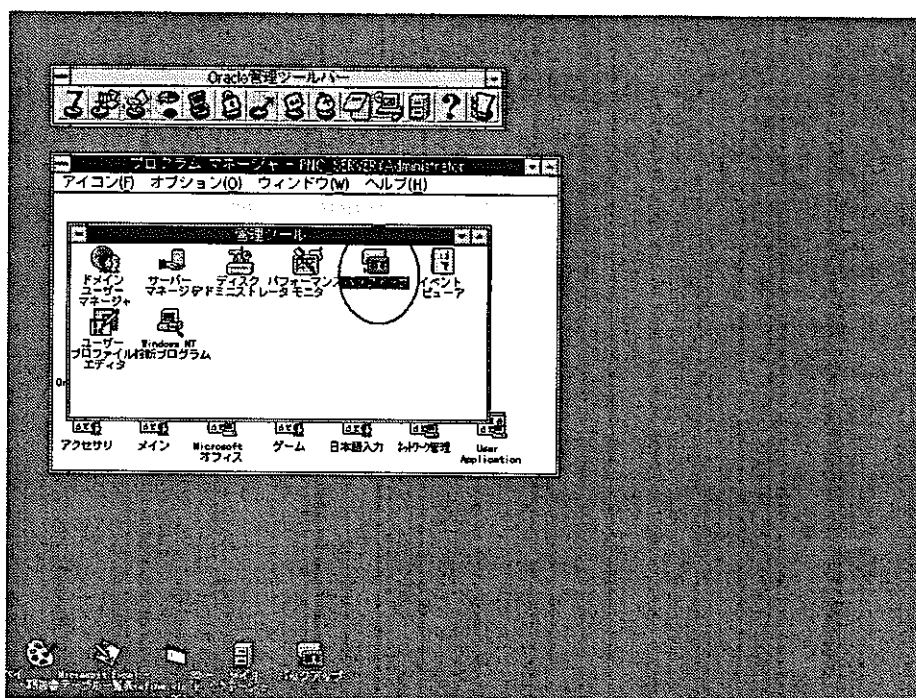 Oracle管理ツールバー
プログラム マネージャ - PNC_SERVER\Administrator
アイコン(F) オプション(O) ウィンドウ(W) ヘルプ(H)
管理ツール
ドメイン
ユーザー
マネージャ
サーバー
マネージャ
ディスク
アドミニストレータ
パフォーマンス
モニタ
イベント
ビューア
ユーザー
プロファイル
エディタ
Windows NT
診断プログラム
Or
アクセサリ
メイン
Microsoft
オフィス
ゲーム
日本語入力
ネットワーク管理
User
Application
バックアップ